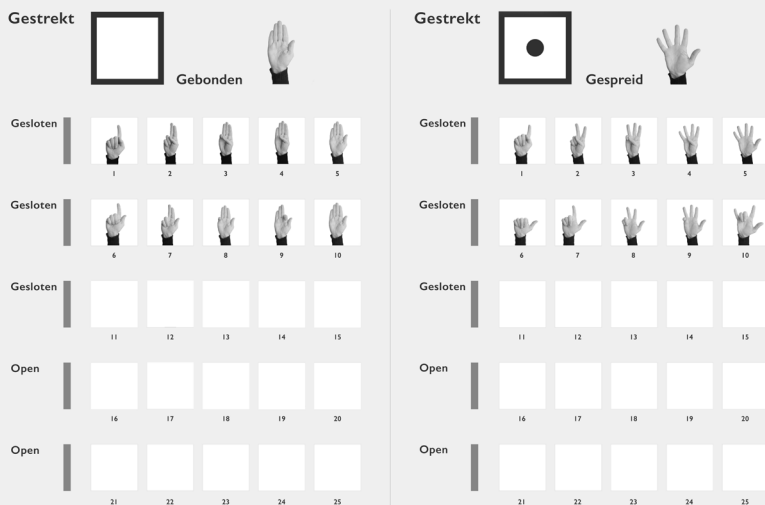 Gestrekt
Gebonden
Gesloten
1 2 3 4 5
Gesloten
6 7 8 9 10
Gesloten
11 12 13 14 15
Open
16 17 18 19 20
Open
21 22 23 24 25
Gestrekt
Gespreid
Gesloten
1 2 3 4 5
Gesloten
6 7 8 9 10
Gesloten
11 12 13 14 15
Open
16 17 18 19 20
Open
21 22 23 24 25